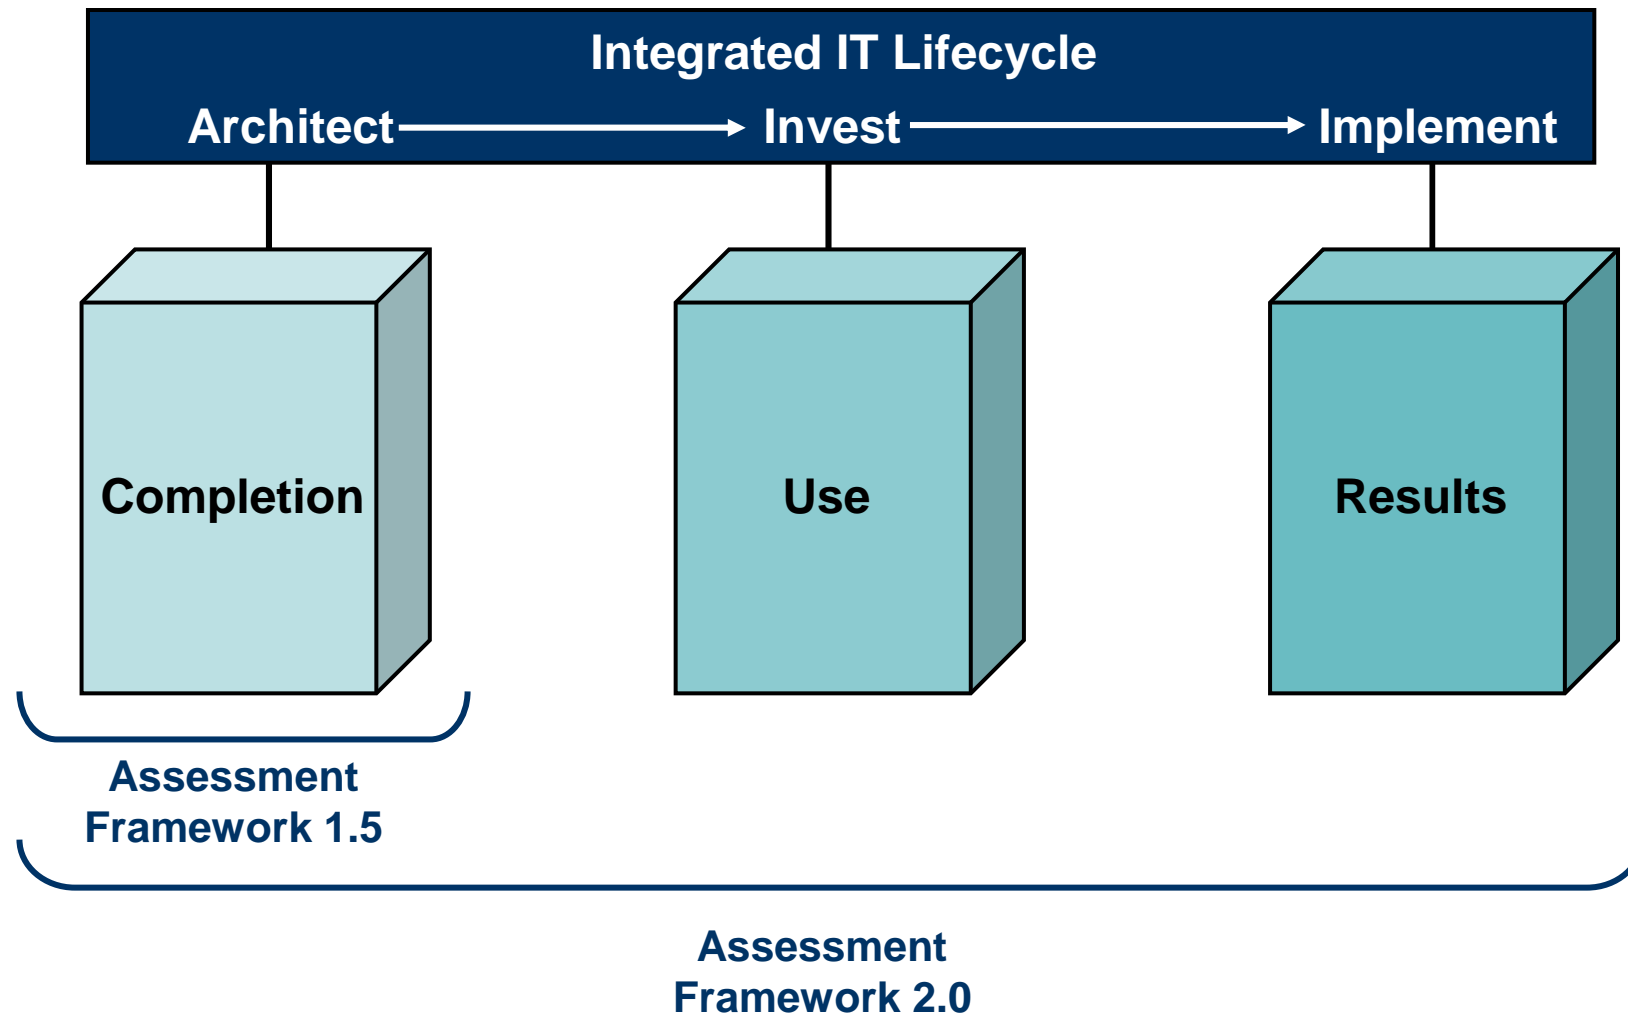 Integrated IT Lifecycle
Architect Invest Implement
Completion Use Results
Assessment
Framework 1.5
Assessment
Framework 2.0